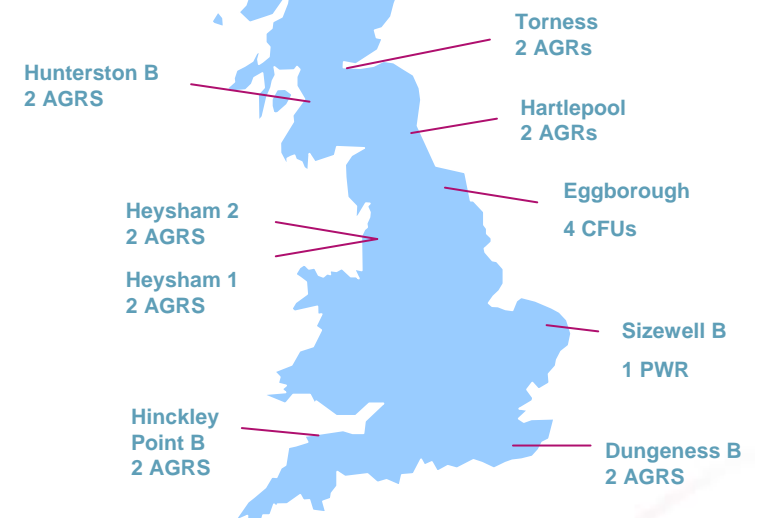 Torness
2 AGRs
Hunterston B
2 AGRS
Hartlepool
2 AGRs
Eggborough
4 CFUs
Heysham 2
2 AGRS
Heysham 1
2 AGRS
Sizewell B
1 PWR
Hinckley
Point B
2 AGRS
Dungeness B
2 AGRS